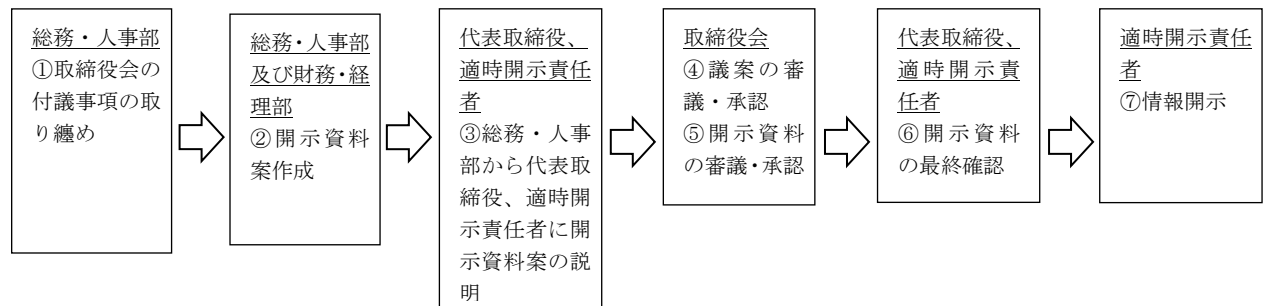 総務・人事部
①取締役会の
付議事項の取
り纏め
総務・人事部
及び財務・経
理部
②開示資料
案作成
代表取締役、
適時開示責任
者
③総務・人事
部から代表取
締役、適時開
示責任者に開
示資料案の説
明
取締役会
④議案の審
議・承認
⑤開示資料
の審議・承認
代表取締役、
適時開示責
任者
⑥開示資料
の最終確認
適時開示責任
者
⑦情報開示